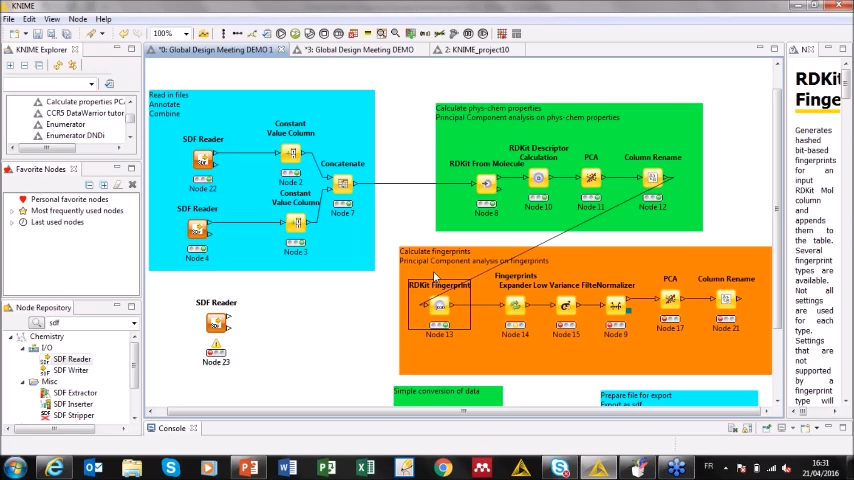 KNIME
File Edit View Node Help
100%
KNIME Explorer
*0: Global Design Meeting DEMO 1
*3: Global Design Meeting DEMO
2: KNIME_project10
Calculate properties PCA
CCR5 DataWarrior tutor
Enumerator
Enumerator DNDi
Favorite Nodes
Personal favorite nodes
Most frequently used nodes
Last used nodes
Node Repository
sdf
Chemistry
I/O
SDF Reader
SDF Writer
Misc
SDF Extractor
SDF Inserter
SDF Stripper
Read in files
Annotate
Combine
SDF Reader
Node 22
Constant
Value Column
Node 2
Concatenate
Node 7
SDF Reader
Node 4
Constant
Value Column
Node 3
SDF Reader
Node 23
Calculate phys-chem properties
Principal Component analysis on phys-chem properties
RDKit From Molecule
Node 8
RDKit Descriptor
Calculation
Node 10
PCA
Node 11
Column Rename
Node 12
Calculate fingerprints
Principal Component analysis on fingerprints
RDKit Fingerprint
Node 13
Fingerprints
Expander
Node 14
Low Variance Filte
Node 15
Normalizer
Node 9
PCA
Node 17
Column Rename
Node 21
Simple conversion of data
Prepare file for export
Export as sdf
Console
N
RDKit
Finge
Generates
hashed bit-
based
fingerprints
for an
input
RDKit Mol
column and
appends
them to
the table.
Several
types are
available.
Not all
settings
are used
for each
type.
Settings
that are
not
supported
by a
fingerprint
type will
FR
16:31
21/04/2016